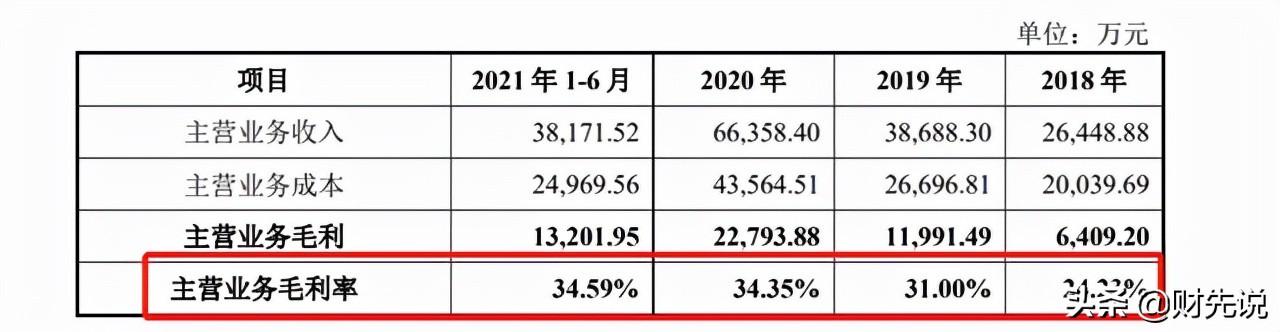 单位：万元
项目 2021 年 1-6 月 2020 年 2019 年 2018 年
主营业务收入 38,171.52 66,358.40 38,688.30 26,448.88
主营业务成本 24,969.56 43,564.51 26,696.81 20,039.69
主营业务毛利 13,201.95 22,793.88 11,991.49 6,409.20
主营业务毛利率 34.59% 34.35% 31.00% 24.23%
头条 @财先说